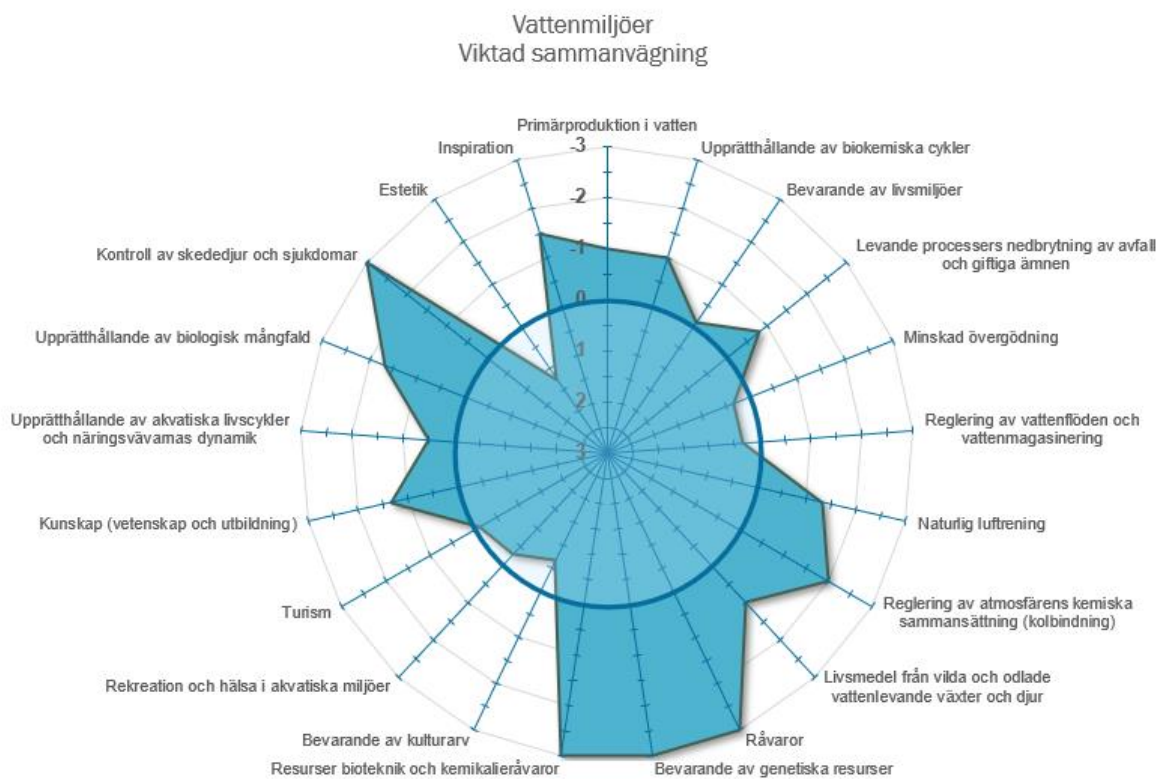 Vattenmiljöer
Viktad sammanvägning
Primärproduktion i vatten
Upprätthållande av biokemiska cykler
Bevarande av livsmiljöer
Levande processers nedbrytning av avfall
och giftiga ämnen
Minskad övergödning
Reglering av vattenflöden och
vattenmagasinering
Naturlig luftrening
Reglering av atmosfärens kemiska
sammansättning (kolbindning)
Livsmedel från vilda och odlade
vattenlevande växter och djur
Råvaror
Bevarande av genetiska resurser
Resurser bioteknik och kemikalieråvaror
Bevarande av kulturarv
Rekreation och hälsa i akvatiska miljöer
Turism
Kunskap (vetenskap och utbildning)
Upprätthållande av akvatiska livscykler
och näringsvävarnas dynamik
Upprätthållande av biologisk mångfald
Kontroll av skededjur och sjukdomar
Estetik
Inspiration
-3
-2
-1
0
1
2
3